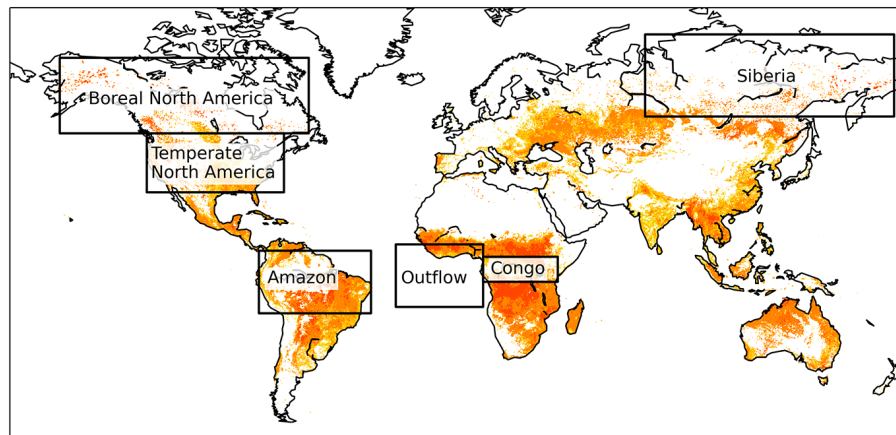 Siberia
Boreal North America
Temperate
North America
Amazon
Outflow
Congo